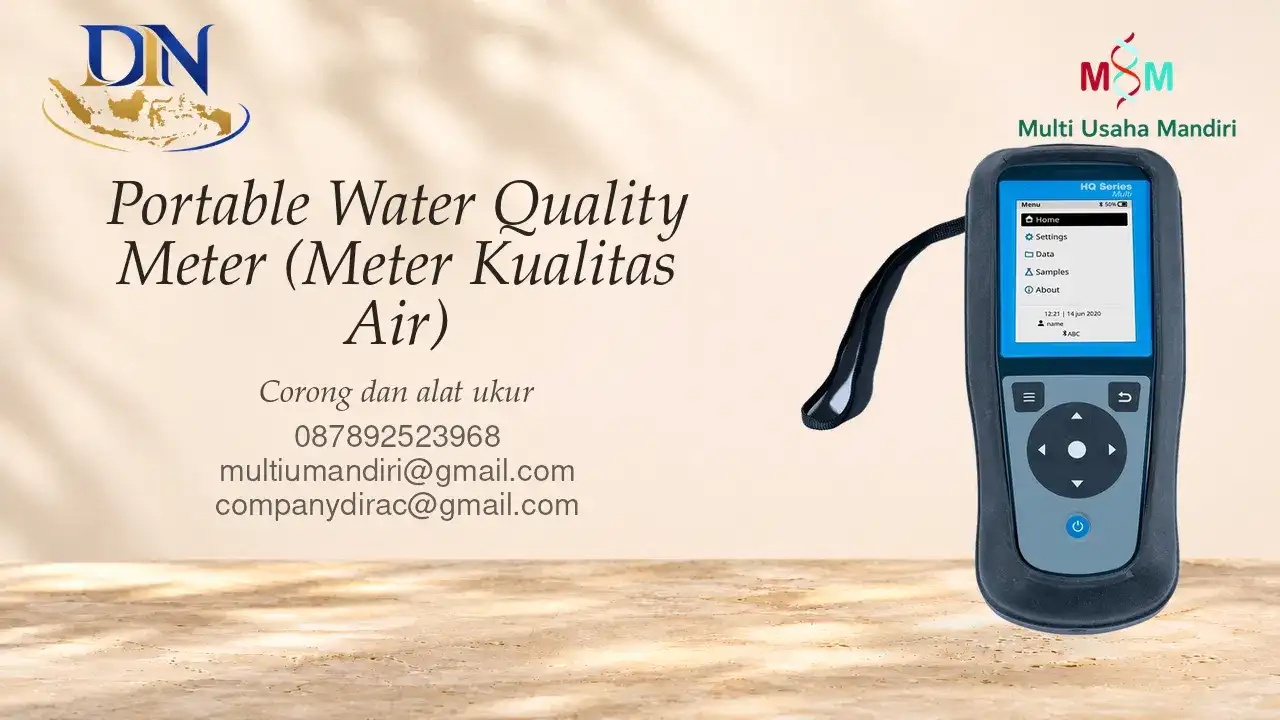 DIN
MSM
Multi Usaha Mandiri
Portable Water Quality
Meter (Meter Kualitas
Air)
Corong dan alat ukur
087892523968
multiumandiri@gmail.com
companydirac@gmail.com
HQ Series
Multi
Menu 50%
Home
Settings
Data
Samples
About
12:21 | 14 jun 2020
name
ABC